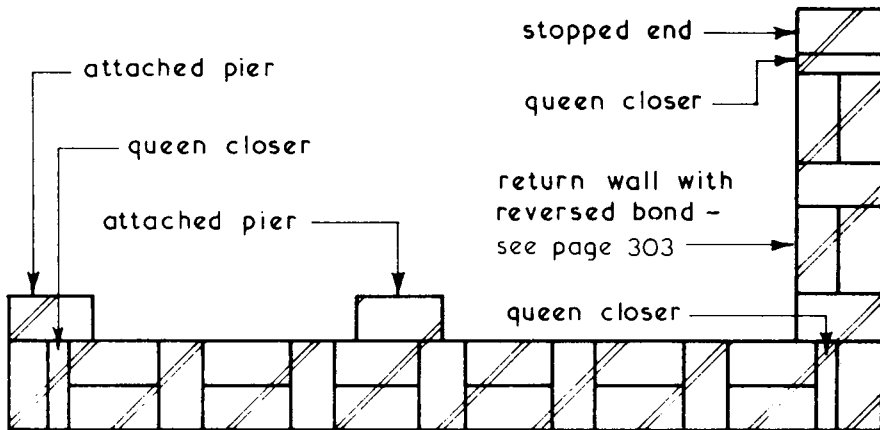 stopped end
attached pier
queen closer
queen closer
return wall with
reversed bond –
attached pier
see page 303
queen closer